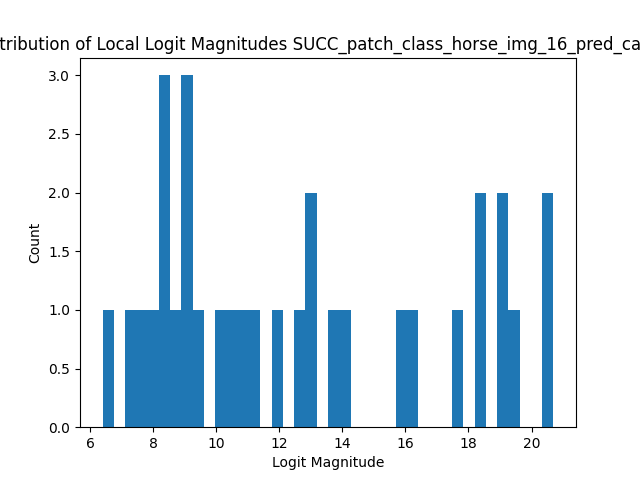 tribution of Local Logit Magnitudes SUCC_patch_class_horse_img_16_pred_ca
3.0
2.5
2.0
1.5
1.0
0.5
0.0
Count
6 8 10 12 14 16 18 20
Logit Magnitude